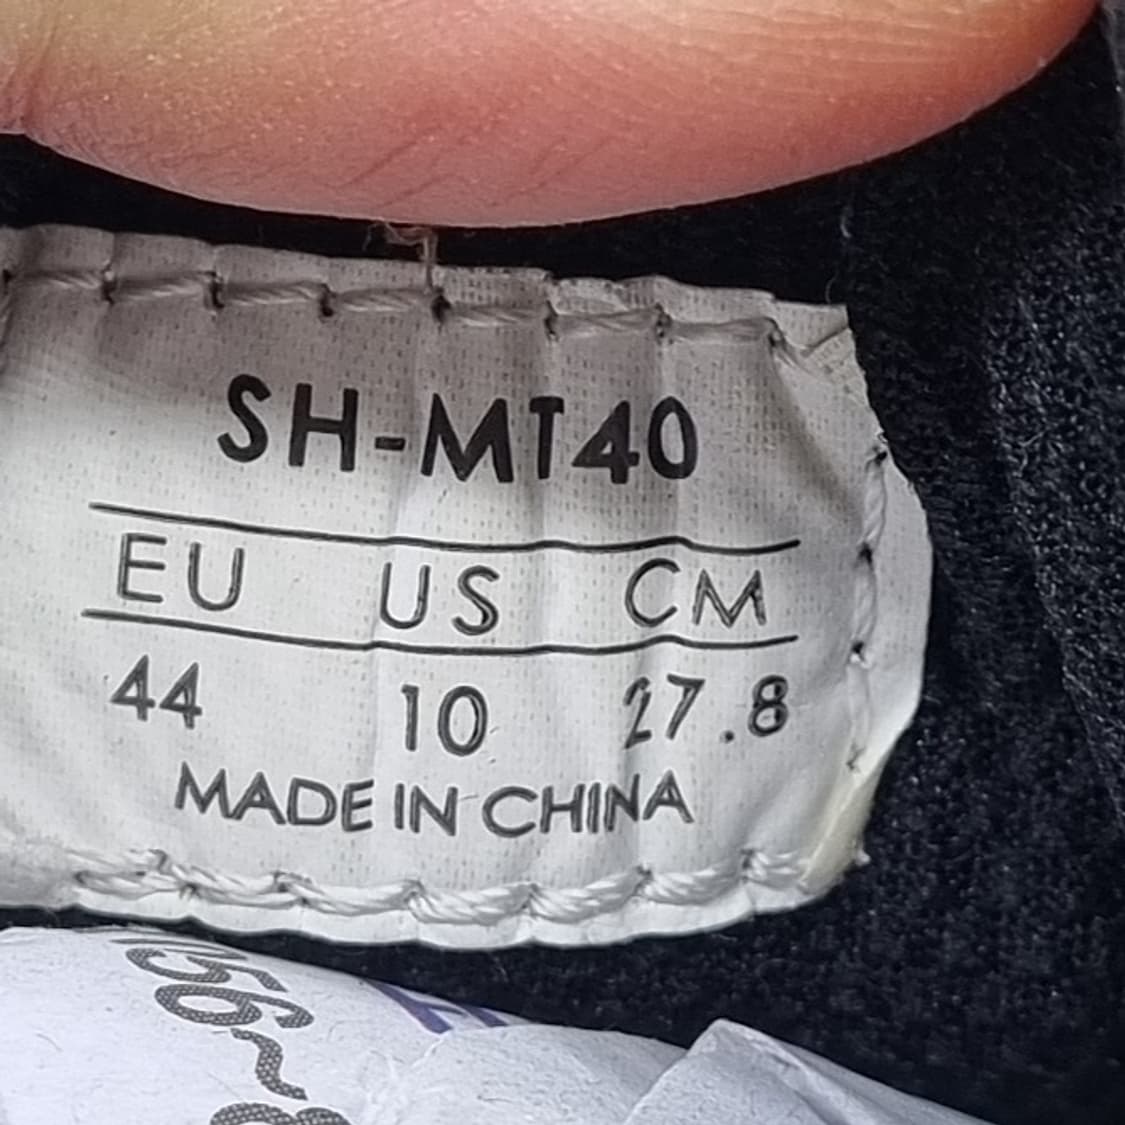 SH-MT40
EU US CM
44 10 27.8
MADE IN CHINA